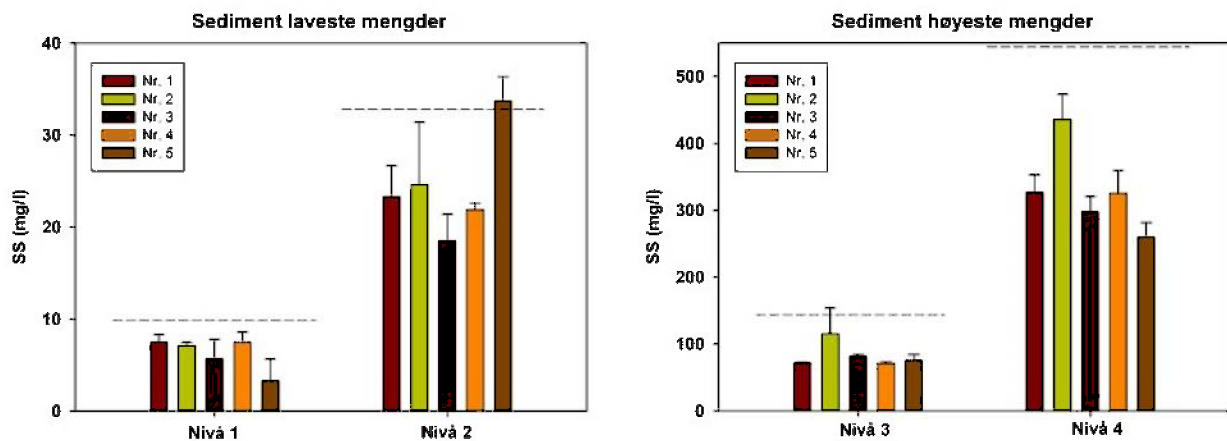 Sediment laveste mengder
40
30
20
10
0
SS (mg/l)
Nr. 1
Nr. 2
Nr. 3
Nr. 4
Nr. 5
Nivå 1
Nivå 2
Sediment høyeste mengder
500
400
300
200
100
0
SS (mg/l)
Nr. 1
Nr. 2
Nr. 3
Nr. 4
Nr. 5
Nivå 3
Nivå 4